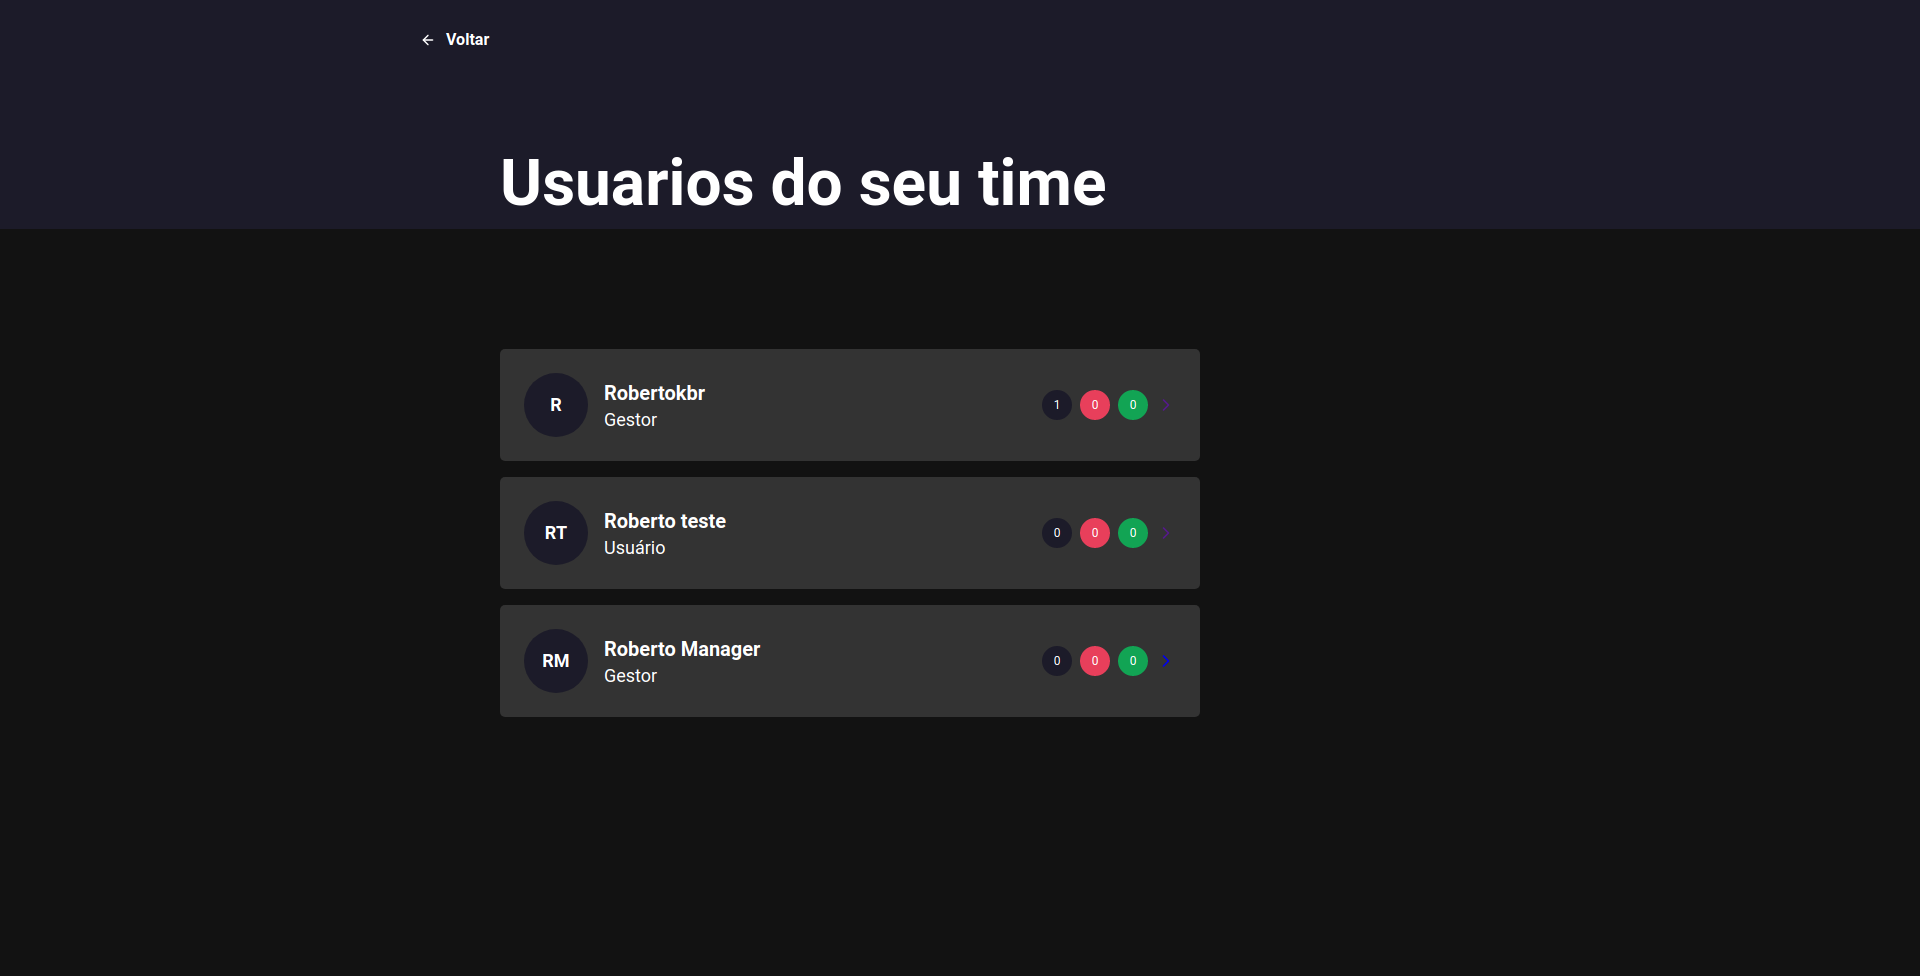 Voltar
Usuarios do seu time
R
Robertokbr
Gestor
1 0 0
RT
Roberto teste
Usuário
0 0 0
RM
Roberto Manager
Gestor
0 0 0